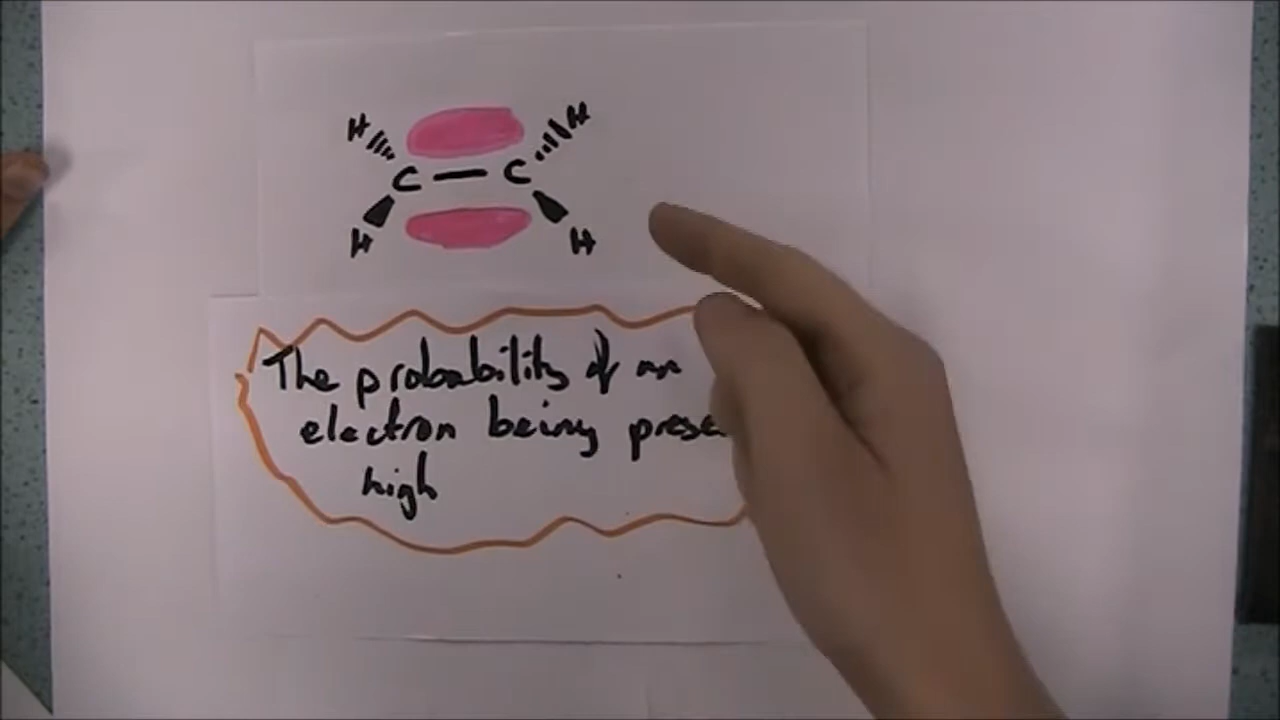 H H
C — C
H H
The probability of an
electron being prese
high